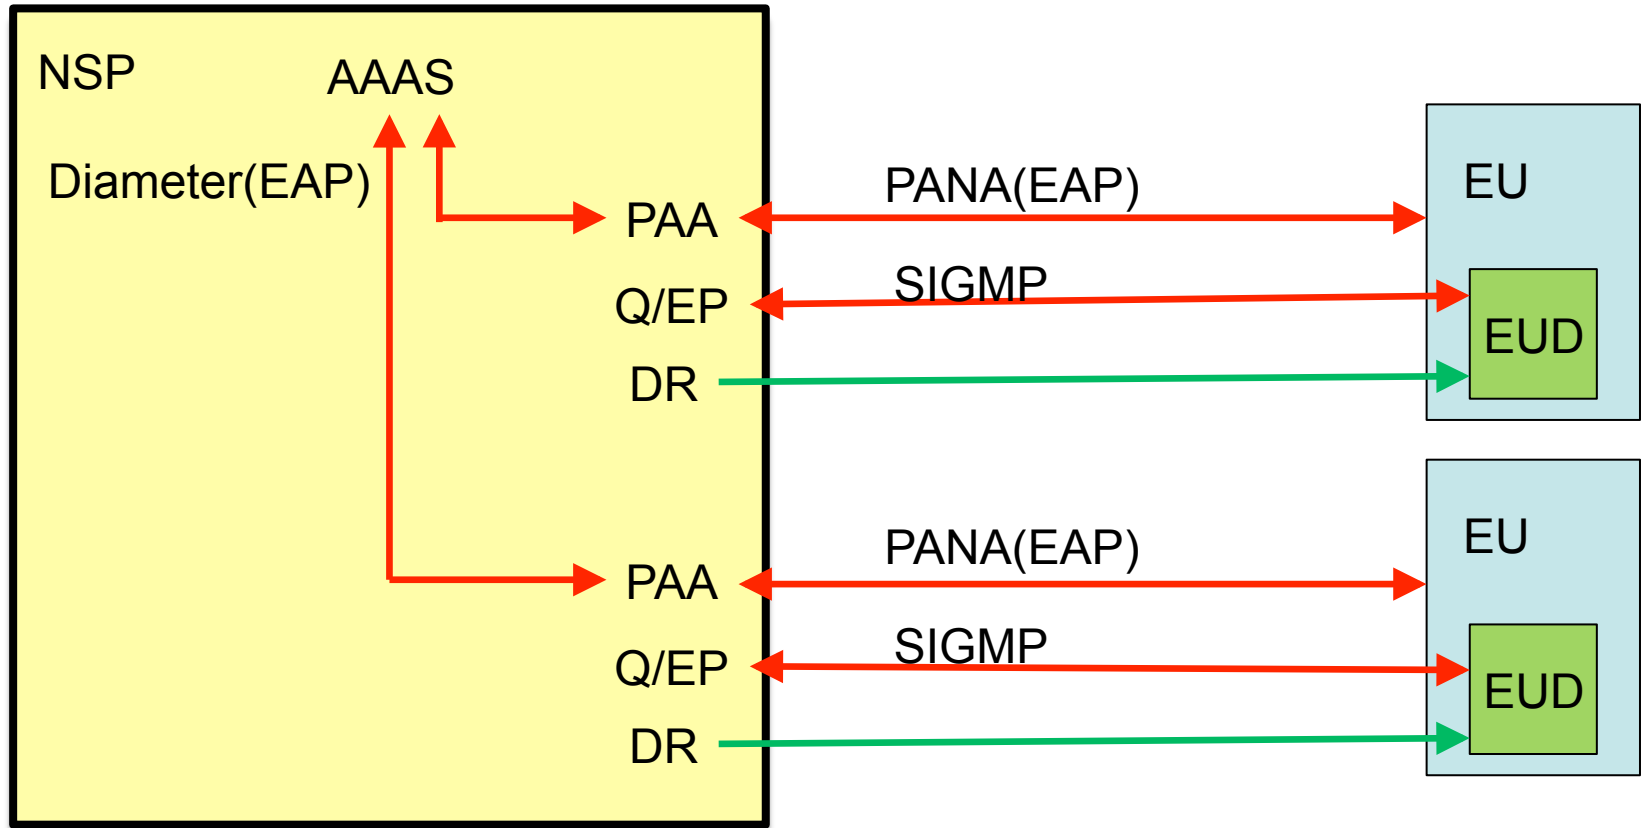 NSP
AAAS
Diameter(EAP)
PAA
PANA(EAP)
EU
Q/EP
SIGMP
EUD
DR
PAA
PANA(EAP)
EU
Q/EP
SIGMP
EUD
DR